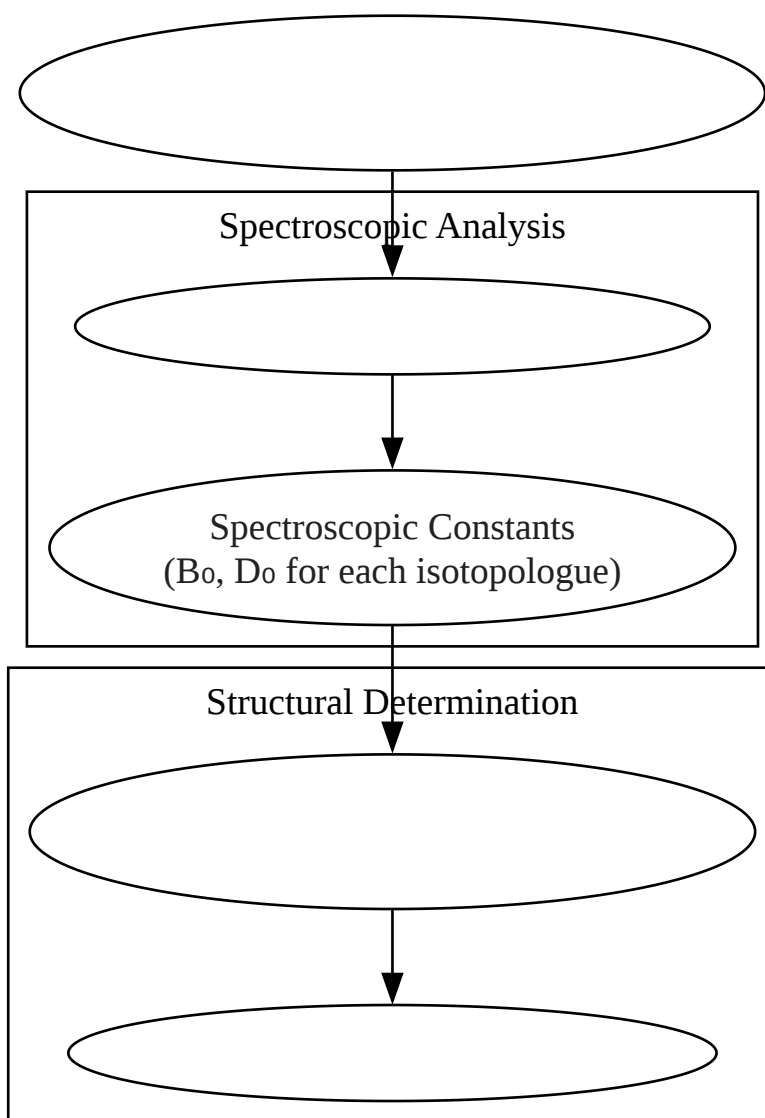 Spectroscopic Analysis
Spectroscopic Constants
(B₀, D₀ for each isotopologue)
Structural Determination